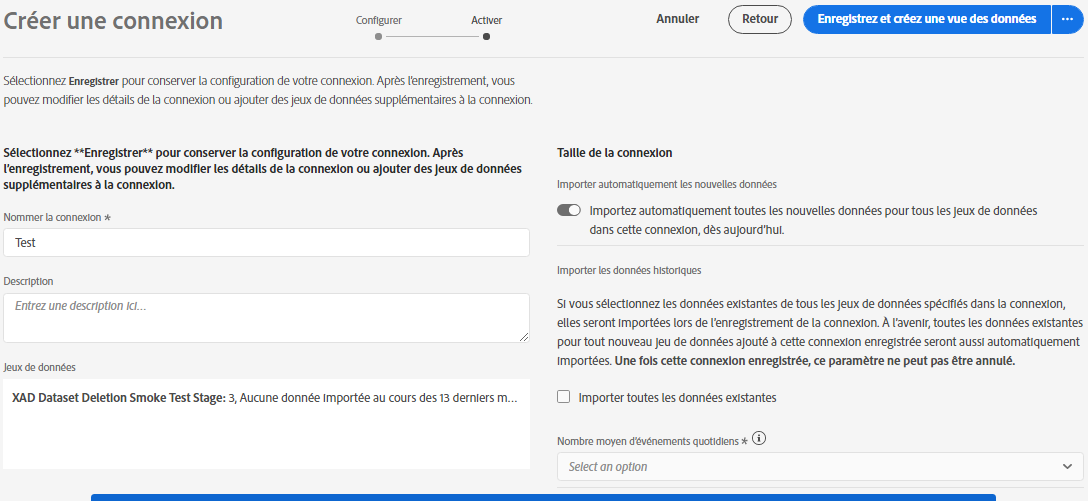 Créer une connexion
Configurer
Activer
Annuler
Retour
Enregistrez et créez une vue des données
...
Sélectionnez Enregistrer pour conserver la configuration de votre connexion. Après l'enregistrement, vous
pouvez modifier les détails de la connexion ou ajouter des jeux de données supplémentaires à la connexion.
Sélectionnez **Enregistrer** pour conserver la configuration de votre connexion. Après
l'enregistrement, vous pouvez modifier les détails de la connexion ou ajouter des jeux de données
supplémentaires à la connexion.
Nommer la connexion *
Test
Description
Entrez une description ici...
Jeux de données
XAD Dataset Deletion Smoke Test Stage: 3, Aucune donnée importée au cours des 13 derniers m...
Taille de la connexion
Importer automatiquement les nouvelles données
Importez automatiquement toutes les nouvelles données pour tous les jeux de données
dans cette connexion, dès aujourd'hui.
Importer les données historiques
Si vous sélectionnez les données existantes de tous les jeux de données spécifiés dans la connexion,
elles seront importées lors de l'enregistrement de la connexion. À l'avenir, toutes les données existantes
pour tout nouveau jeu de données ajouté à cette connexion enregistrée seront aussi automatiquement
importées. Une fois cette connexion enregistrée, ce paramètre ne peut pas être annulé.
Importer toutes les données existantes
Nombre moyen d'événements quotidiens *
Select an option